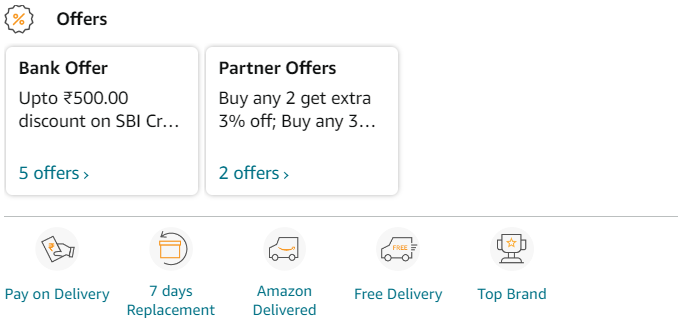 Offers
Bank Offer
Upto ₹500.00
discount on SBI Cr…
5 offers ›
Partner Offers
Buy any 2 get extra
3% off; Buy any 3…
2 offers ›
Pay on Delivery
7 days
Replacement
Amazon
Delivered
FREE
Free Delivery
Top Brand